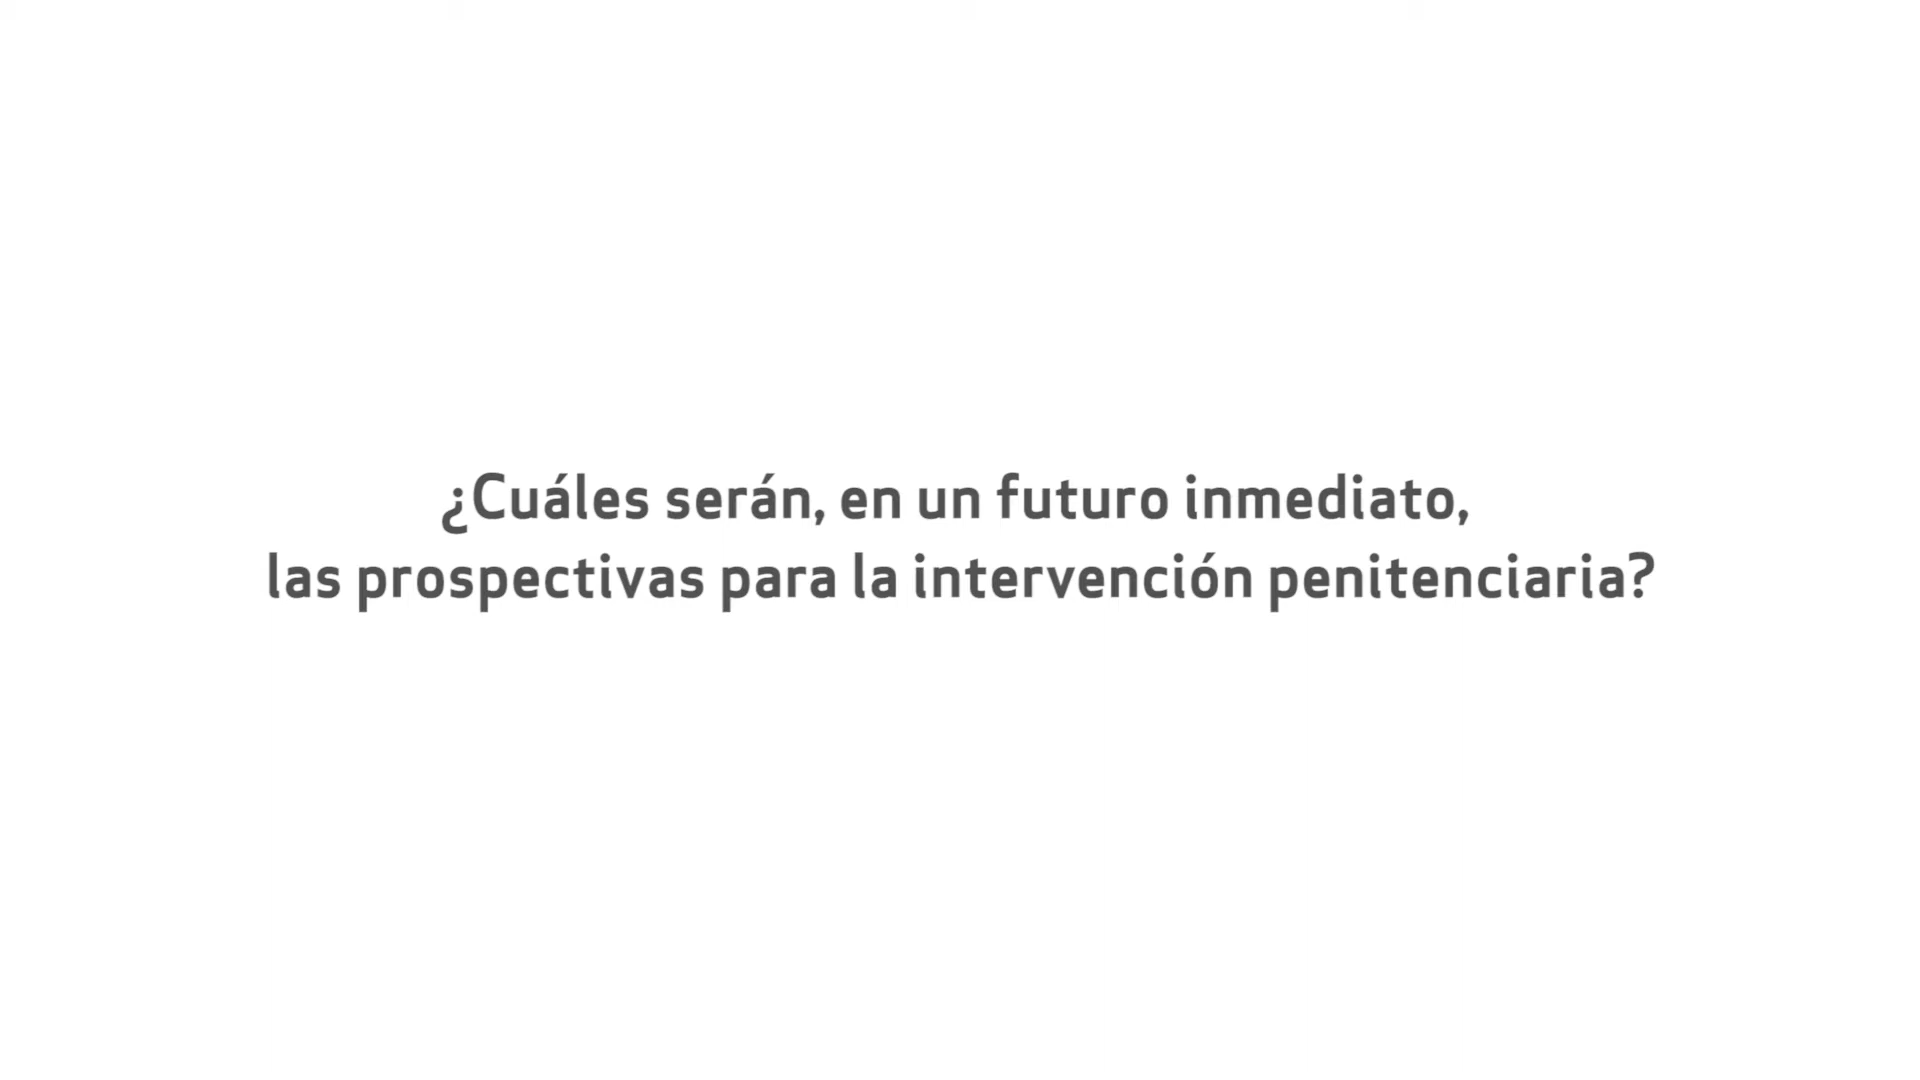 ¿Cuáles serán, en un futuro inmediato,
las prospectivas para la intervención penitenciaria?